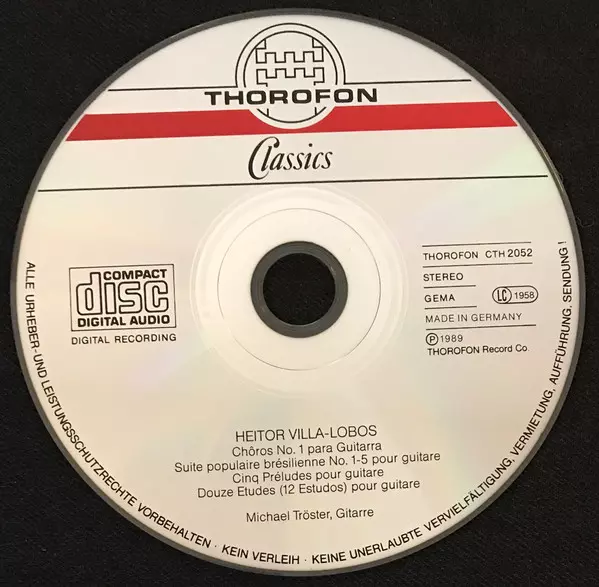 THOROFON
Classics
COMPACT
disc
DIGITAL AUDIO
DIGITAL RECORDING
THOROFON CTH 2052
STEREO
GEMA LC 1958
MADE IN GERMANY
Ⓟ 1989
THOROFON Record Co.
HEITOR VILLA-LOBOS
Chôros No. 1 para Guitarra
Suite populaire brésilienne No. 1-5 pour guitare
Cinq Préludes pour guitare
Douze Etudes (12 Estudos) pour guitare
Michael Tröster, Gitarre
ALLE URHEBER- UND LEISTUNGSSCHUTZRECHTE VORBEHALTEN · KEIN VERLEIH · KEINE UNERLAUBTE VERVIELFÄLTIGUNG, VERMIETUNG, AUFFÜHRUNG, SENDUNG !